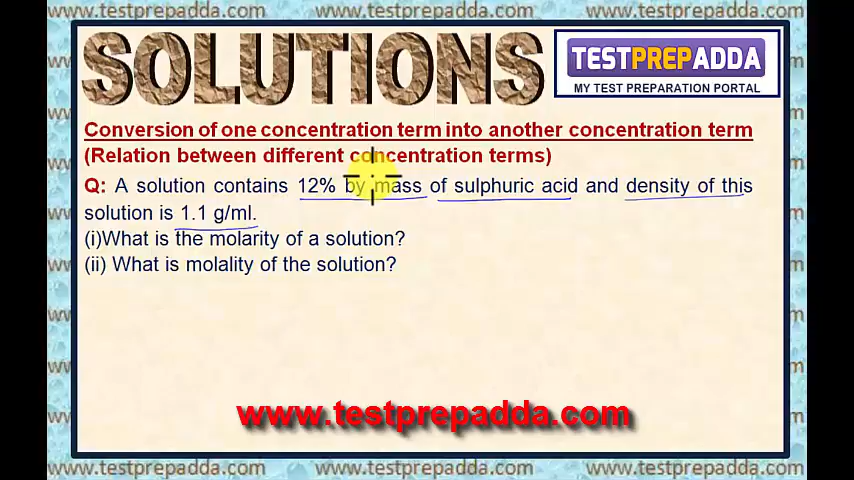 www.testprepadda.com www.testprepadda.com www.testprepadda.com
SOLUTIONS
TESTPREPADDA
MY TEST PREPARATION PORTAL
Conversion of one concentration term into another concentration term
(Relation between different concentration terms)
Q: A solution contains 12% by mass of sulphuric acid and density of this
solution is 1.1 g/ml.
(i)What is the molarity of a solution?
(ii) What is molality of the solution?
www.testprepadda.com
www.testprepadda.com www.testprepadda.com www.testprepadda.com